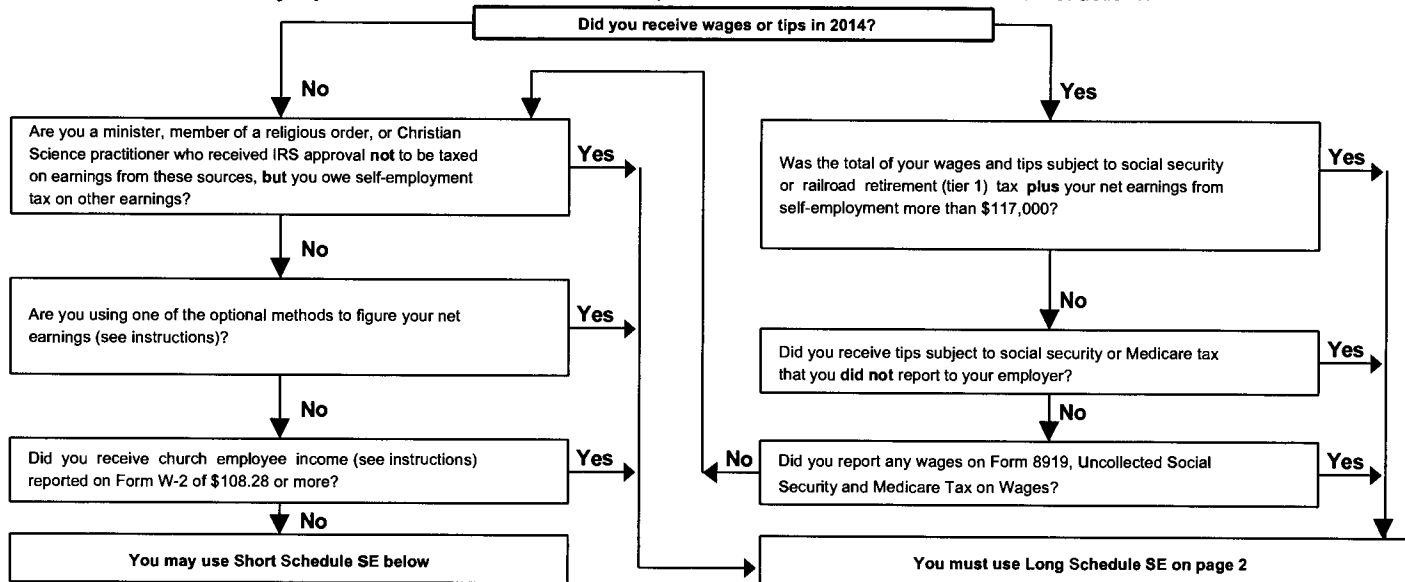 Did you receive wages or tips in 2014?
No
Yes
Are you a minister, member of a religious order, or Christian
Science practitioner who received IRS approval not to be taxed
on earnings from these sources, but you owe self-employment
tax on other earnings?
Yes
Was the total of your wages and tips subject to social security
or railroad retirement (tier 1) tax plus your net earnings from
self-employment more than $117,000?
Yes
No
No
Are you using one of the optional methods to figure your net
earnings (see instructions)?
Yes
Did you receive tips subject to social security or Medicare tax
that you did not report to your employer?
Yes
No
No
Did you receive church employee income (see instructions)
reported on Form W-2 of $108.28 or more?
Yes
No
Did you report any wages on Form 8919, Uncollected Social
Security and Medicare Tax on Wages?
Yes
No
You may use Short Schedule SE below
You must use Long Schedule SE on page 2